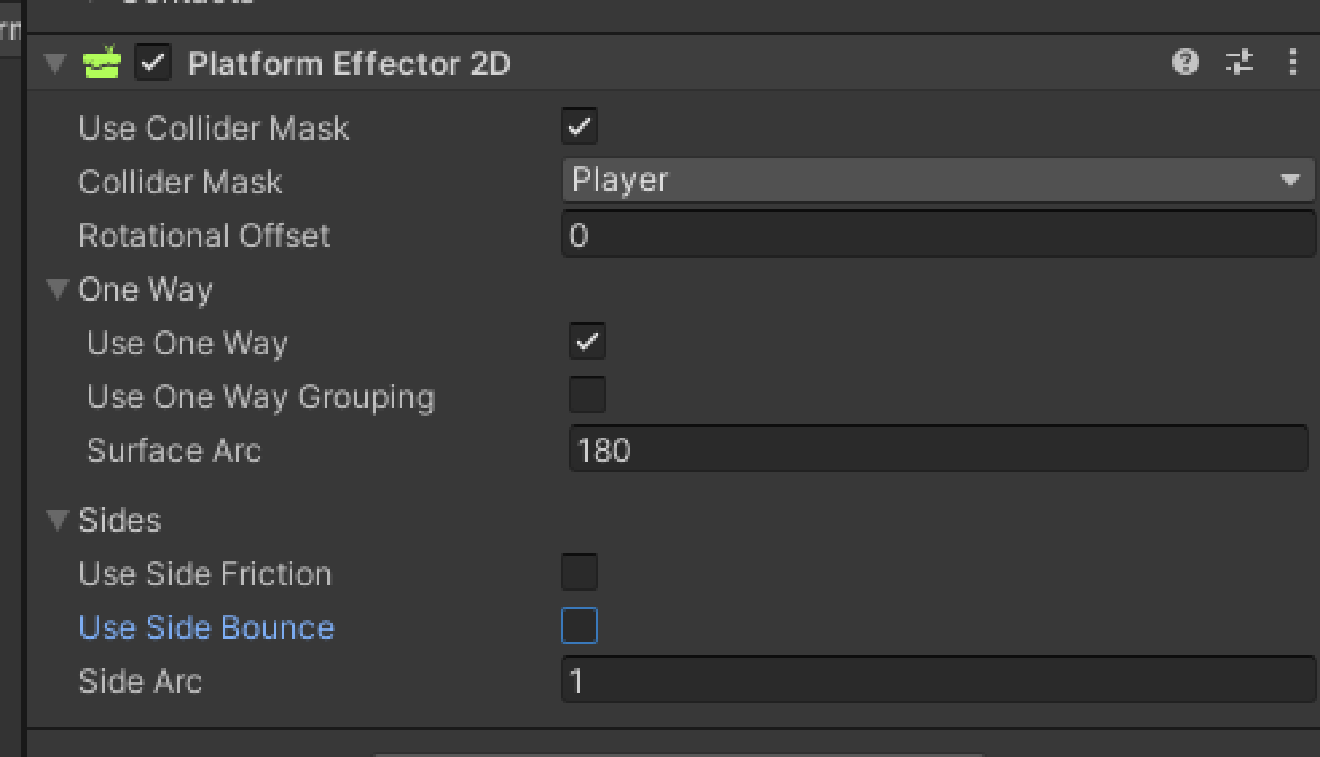 Platform Effector 2D
Use Collider Mask
Collider Mask Player
Rotational Offset 0
One Way
Use One Way
Use One Way Grouping
Surface Arc 180
Sides
Use Side Friction
Use Side Bounce
Side Arc 1